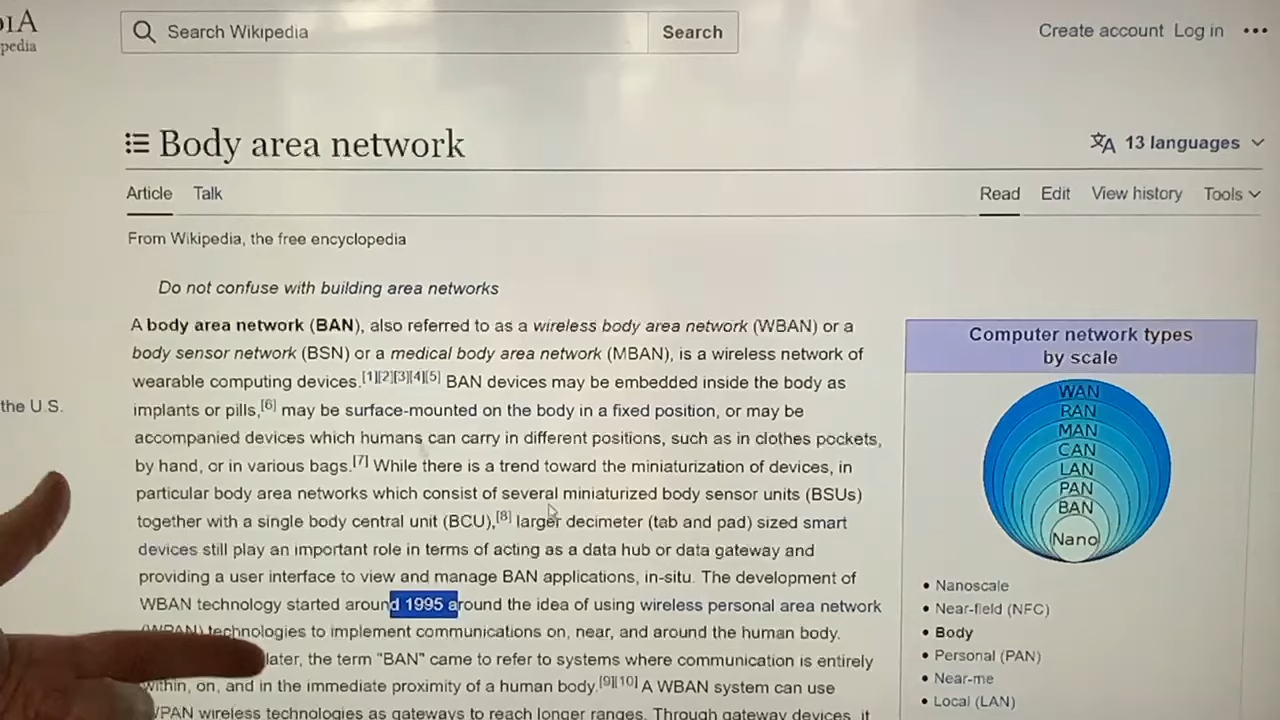 Search Wikipedia
Search
Create account Log in
pedia
Body area network
13 languages
Article Talk
Read Edit View history Tools
From Wikipedia, the free encyclopedia
Do not confuse with building area networks
A body area network (BAN), also referred to as a wireless body area network (WBAN) or a
body sensor network (BSN) or a medical body area network (MBAN), is a wireless network of
wearable computing devices.[1][2][3][4][5] BAN devices may be embedded inside the body as
implants or pills,[6] may be surface-mounted on the body in a fixed position, or may be
accompanied devices which humans can carry in different positions, such as in clothes pockets,
by hand, or in various bags.[7] While there is a trend toward the miniaturization of devices, in
particular body area networks which consist of several miniaturized body sensor units (BSUs)
together with a single body central unit (BCU),[8] larger decimeter (tab and pad) sized smart
devices still play an important role in terms of acting as a data hub or data gateway and
providing a user interface to view and manage BAN applications, in-situ. The development of
WBAN technology started around 1995 around the idea of using wireless personal area network
(WPAN) technologies to implement communications on, near, and around the human body.
later, the term "BAN" came to refer to systems where communication is entirely
within, on, and in the immediate proximity of a human body.[9][10] A WBAN system can use
WPAN wireless technologies as gateways to reach longer ranges. Through gateway devices, it
the U.S.
Computer network types
by scale
WAN
RAN
MAN
CAN
LAN
PAN
BAN
Nano
• Nanoscale
• Near-field (NFC)
• Body
• Personal (PAN)
• Near-me
• Local (LAN)